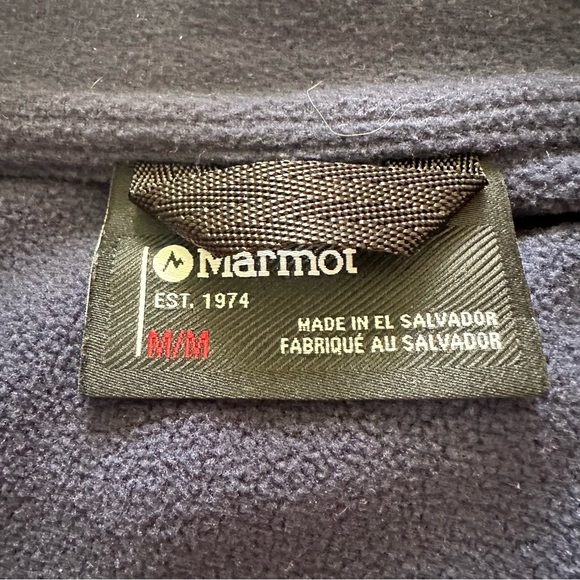 Marmot
EST. 1974
M/M
MADE IN EL SALVADOR
FABRIQUÉ AU SALVADOR